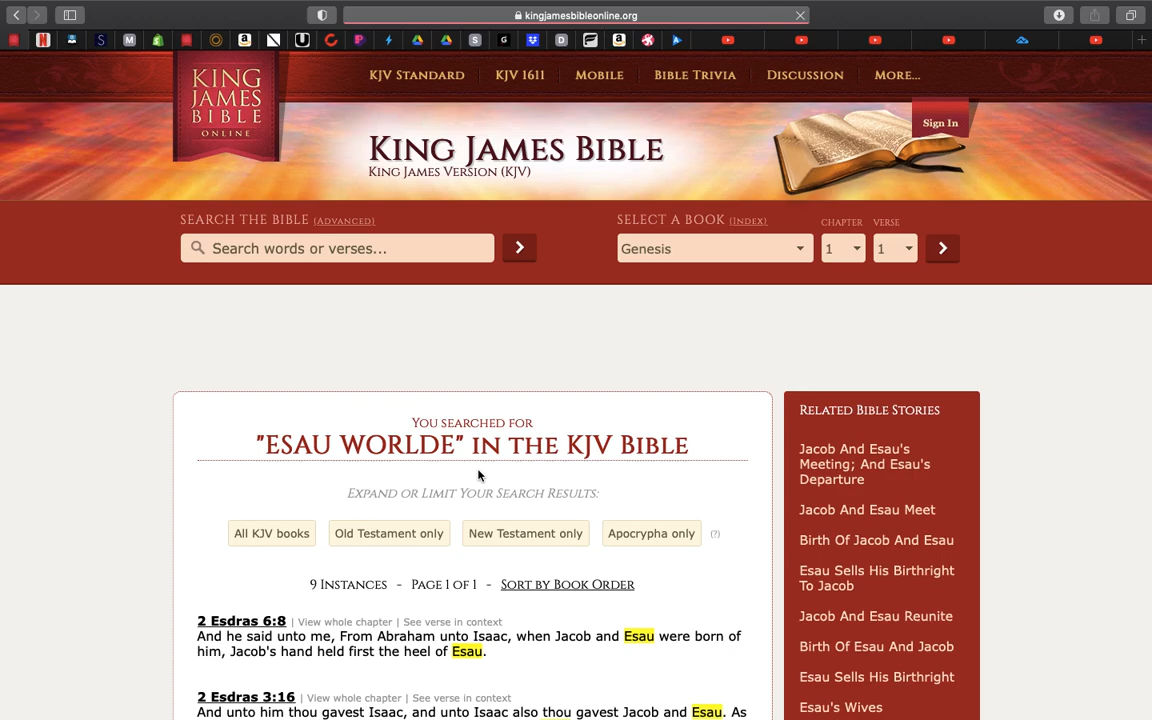 kingjamesbibleonline.org
KING
JAMES
BIBLE
ONLINE
KJV STANDARD
KJV 1611
MOBILE
BIBLE TRIVIA
DISCUSSION
MORE...
KING JAMES BIBLE
KING JAMES VERSION (KJV)
Sign In
SEARCH THE BIBLE (ADVANCED)
SELECT A BOOK (INDEX)
CHAPTER
VERSE
Search words or verses...
Genesis
1
1
YOU SEARCHED FOR
"ESAU WORLDE" IN THE KJV BIBLE
EXPAND OR LIMIT YOUR SEARCH RESULTS:
All KJV books
Old Testament only
New Testament only
Apocrypha only
(?)
9 INSTANCES - PAGE 1 OF 1 - SORT BY BOOK ORDER
2 Esdras 6:8 | View whole chapter | See verse in context
And he said unto me, From Abraham unto Isaac, when Jacob and Esau were born of
him, Jacob's hand held first the heel of Esau.
2 Esdras 3:16 | View whole chapter | See verse in context
And unto him thou gavest Isaac, and unto Isaac also thou gavest Jacob and Esau. As
RELATED BIBLE STORIES
Jacob And Esau's
Meeting; And Esau's
Departure
Jacob And Esau Meet
Birth Of Jacob And Esau
Esau Sells His Birthright
To Jacob
Jacob And Esau Reunite
Birth Of Esau And Jacob
Esau Sells His Birthright
Esau's Wives